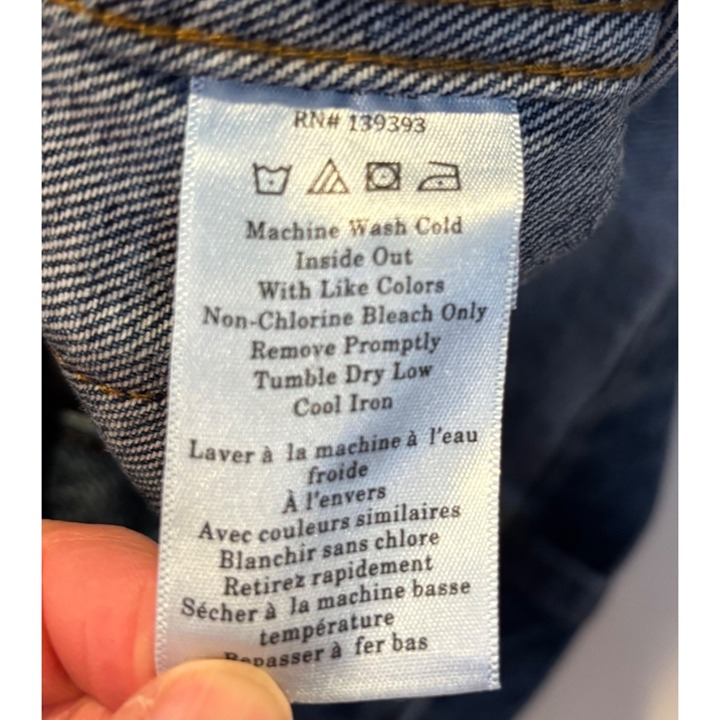 RN# 139393
Machine Wash Cold
Inside Out
With Like Colors
Non-Chlorine Bleach Only
Remove Promptly
Tumble Dry Low
Cool Iron
Laver à la machine à l'eau
froide
À l'envers
Avec couleurs similaires
Blanchir sans chlore
Retirez rapidement
Sécher à la machine basse
température
Repasser à fer bas